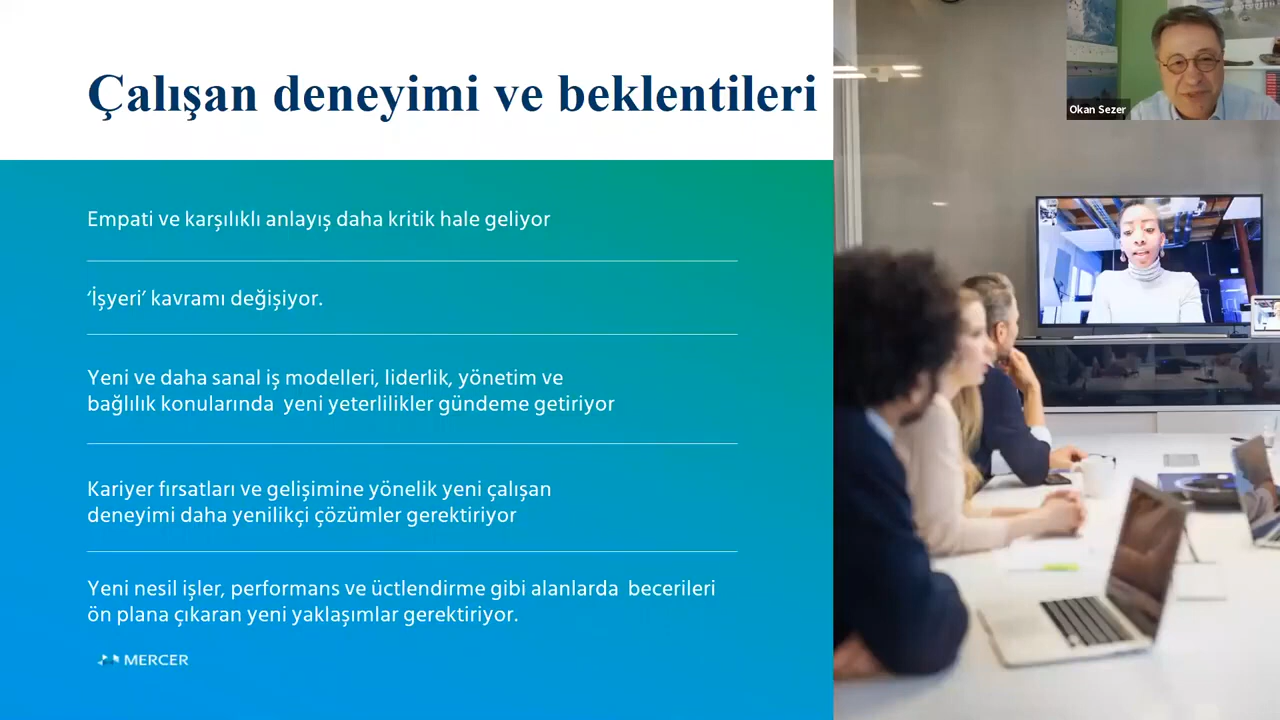 Çalışan deneyimi ve beklentileri
Okan Sezer
Empati ve karşılıklı anlayış daha kritik hale geliyor
‘İşyeri’ kavramı değişiyor.
Yeni ve daha sanal iş modelleri, liderlik, yönetim ve
bağlılık konularında yeni yeterlilikler gündeme getiriyor
Kariyer fırsatları ve gelişimine yönelik yeni çalışan
deneyimi daha yenilikçi çözümler gerektiriyor
Yeni nesil işler, performans ve üctlendirme gibi alanlarda becerileri
ön plana çıkaran yeni yaklaşımlar gerektiriyor.
MERCER